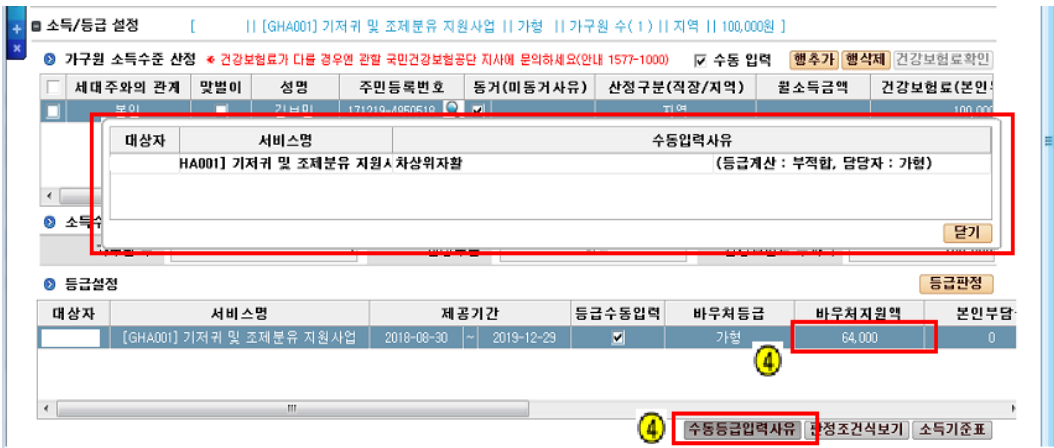 소득/등급 설정 [ || [GHA001] 기저귀 및 조제분유 지원사업 || 가형 || 가구원 수( 1 ) || 지역 || 100,000원 ]
가구원 소득수준 산정 * 건강보험료가 다를 경우엔 관할 국민건강보험공단 지사에 문의하세요(안내 1577-1000) 수동 입력 행추가 행삭제 건강보험료확인
세대주와의 관계 맞벌이 성명 주민등록번호 동거(미동거사유) 산정구분(직장/지역) 월소득금액 건강보험료(본인
본인 지역 100,000
대상자 서비스명 수동입력사유
HA001] 기저귀 및 조제분유 지원사 차상위자활 (등급계산 : 부적합, 담당자 : 가형)
닫기
소득수
등급설정 등급판정
대상자 서비스명 제공기간 등급수동입력 바우처등급 바우처지원액 본인부담
[GHA001] 기저귀 및 조제분유 지원사업 2018-08-30 ~ 2019-12-29 가형 64,000 0
4
4 수동등급입력사유 판정조건식보기 소득기준표